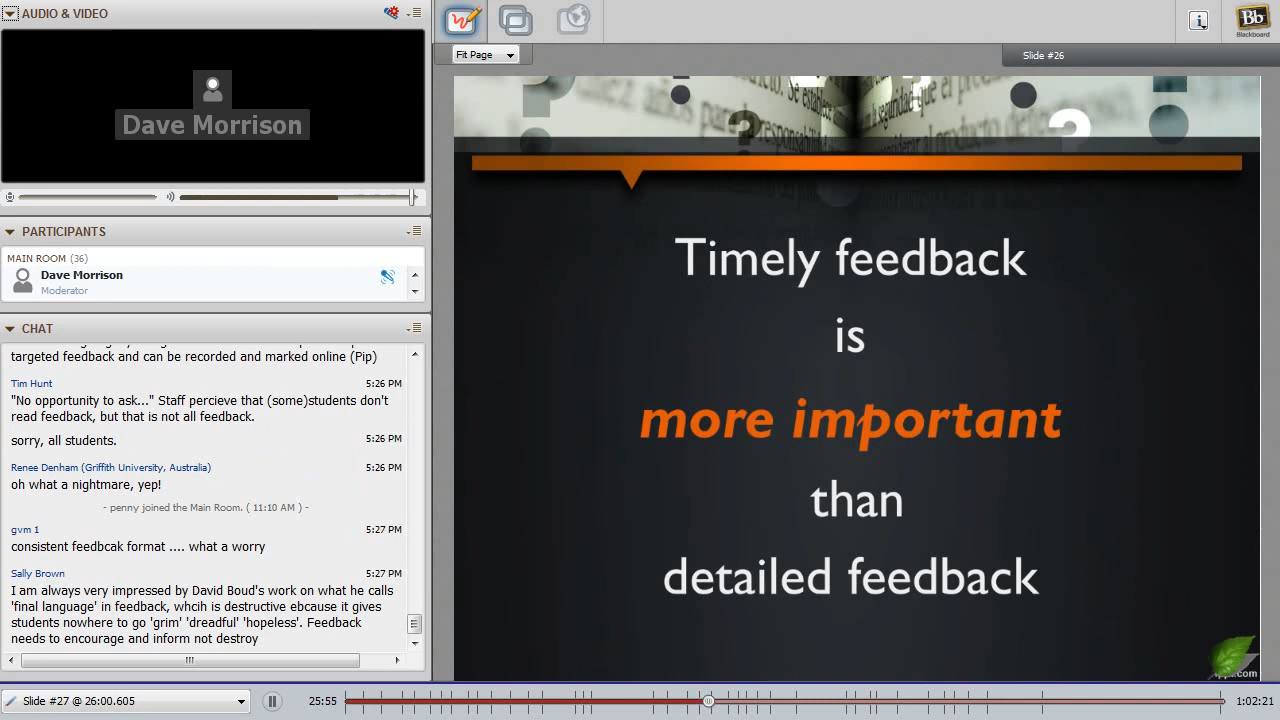 AUDIO & VIDEO
Dave Morrison
PARTICIPANTS
MAIN ROOM (36)
Dave Morrison
Moderator
CHAT
targeted feedback and can be recorded and marked online (Pip)
Tim Hunt 5:26 PM
"No opportunity to ask..." Staff percieve that (some)students don't
read feedback, but that is not all feedback.
sorry, all students. 5:26 PM
Renee Denham (Griffith University, Australia) 5:26 PM
oh what a nightmare, yep!
- penny joined the Main Room. ( 11:10 AM ) -
gvm 1 5:27 PM
consistent feedbcak format .... what a worry
Sally Brown 5:27 PM
I am always very impressed by David Boud's work on what he calls
'final language' in feedback, whcih is destructive ebcause it gives
students nowhere to go 'grim' 'dreadful' 'hopeless'. Feedback
needs to encourage and inform not destroy
Slide #27 @ 26:00.605
25:55
1:02:21
Bb
Blackboard
Fit Page
Slide #26
Timely feedback
is
more important
than
detailed feedback